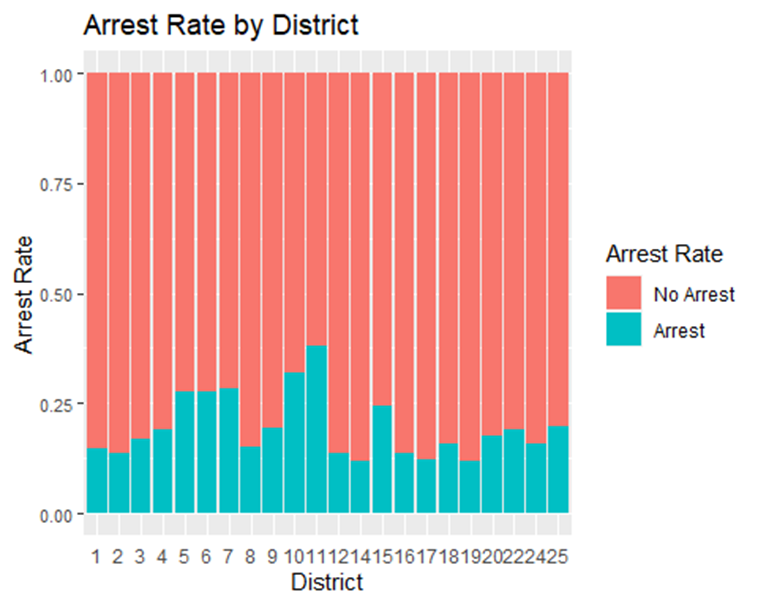 Arrest Rate by District
1.00
0.75
0.50
0.25
0.00
Arrest Rate
1 2 3 4 5 6 7 8 9 10 11 12 14 15 16 17 18 19 20 22 24 25
District
Arrest Rate
No Arrest
Arrest